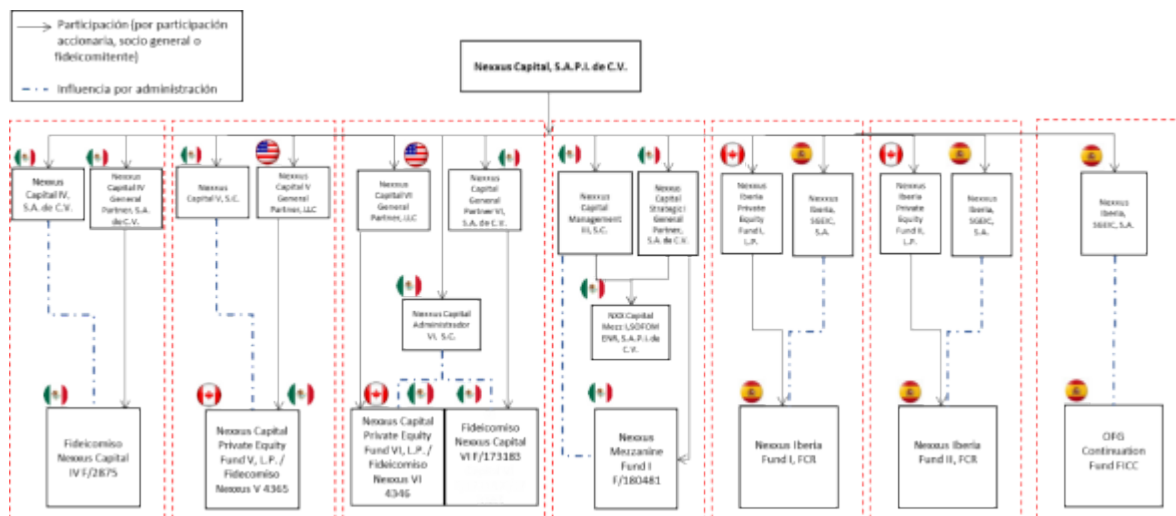 Participación (por participación
accionaria, socio general o
fideicomitente)
Influencia por administración
Nexxus Capital, S.A.P.I. de C.V.
Nexxus
Capital IV,
S.A. de C.V.
Nexxus
Capital IV
General
Partner, S.A.
de C.V.
Nexxus
Capital V, S.C.
Nexxus
Capital V
General
Partner, LLC
Nexxus
Capital VI
General
Partner, LLC
Nexxus
Capital
General
Partner VI,
S.A. de C.V.
Nexxus
Capital
Management
III, S.C.
Nexxus
Capital
Strategic I
General
Partner,
S.A. de C.V.
Nexxus
Iberia
Private
Equity
Fund I,
L.P.
Nexxus
Iberia,
SGEIC,
S.A.
Nexxus
Iberia
Private
Equity
Fund II,
L.P.
Nexxus
Iberia,
SGEIC,
S.A.
Nexxus
Iberia,
SGEIC, S.A.
Nexxus Capital
Administrador
VI, S.C.
NXX Capital
Mezz I, SOFOM
ENR, S.A.P.I. de
C.V.
Fideicomiso
Nexxus Capital
IV F/2875
Nexxus Capital
Private Equity
Fund V, L.P. /
Fidecomiso
Nexxus V 4365
Nexxus Capital
Private Equity
Fund VI, L.P. /
Fideicomiso
Nexxus VI
4346
Fideicomiso
Nexxus Capital
VI F/173183
Nexxus
Mezzanine
Fund I
F/180481
Nexxus Iberia
Fund I, FCR
Nexxus Iberia
Fund II, FCR
OFG
Continuation
Fund FICC